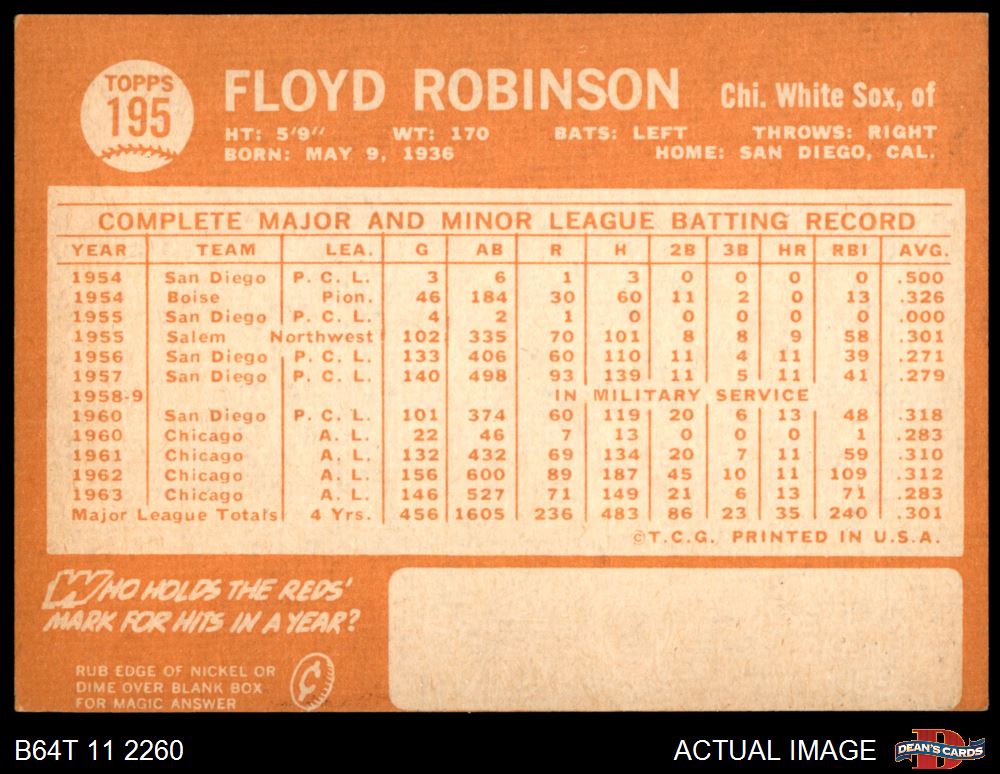 TOPPS
195
FLOYD ROBINSON Chi. White Sox, of
HT: 5'9" WT: 170 BATS: LEFT THROWS: RIGHT
BORN: MAY 9, 1936 HOME: SAN DIEGO, CAL.
COMPLETE MAJOR AND MINOR LEAGUE BATTING RECORD
YEAR TEAM LEA. G AB R H 2B 3B HR RBI AVG.
1954 San Diego P. C. L. 3 6 1 3 0 0 0 0 .500
1954 Boise Pion. 46 184 30 60 11 2 0 13 .326
1955 San Diego P. C. L. 4 2 1 0 0 0 0 0 .000
1955 Salem Northwest 102 335 70 101 8 8 9 58 .301
1956 San Diego P. C. L. 133 406 60 110 11 4 11 39 .271
1957 San Diego P. C. L. 140 498 93 139 11 5 11 41 .279
1958-9 IN MILITARY SERVICE
1960 San Diego P. C. L. 101 374 60 119 20 6 13 48 .318
1960 Chicago A. L. 22 46 7 13 0 0 0 1 .283
1961 Chicago A. L. 132 432 69 134 20 7 11 59 .310
1962 Chicago A. L. 156 600 89 187 45 10 11 109 .312
1963 Chicago A. L. 146 527 71 149 21 6 13 71 .283
Major League Totals 4 Yrs. 456 1605 236 483 86 23 35 240 .301
©T.C.G. PRINTED IN U.S.A.
WHO HOLDS THE REDS'
MARK FOR HITS IN A YEAR?
RUB EDGE OF NICKEL OR
DIME OVER BLANK BOX
FOR MAGIC ANSWER
B64T 11 2260 ACTUAL IMAGE DEAN'S CARDS